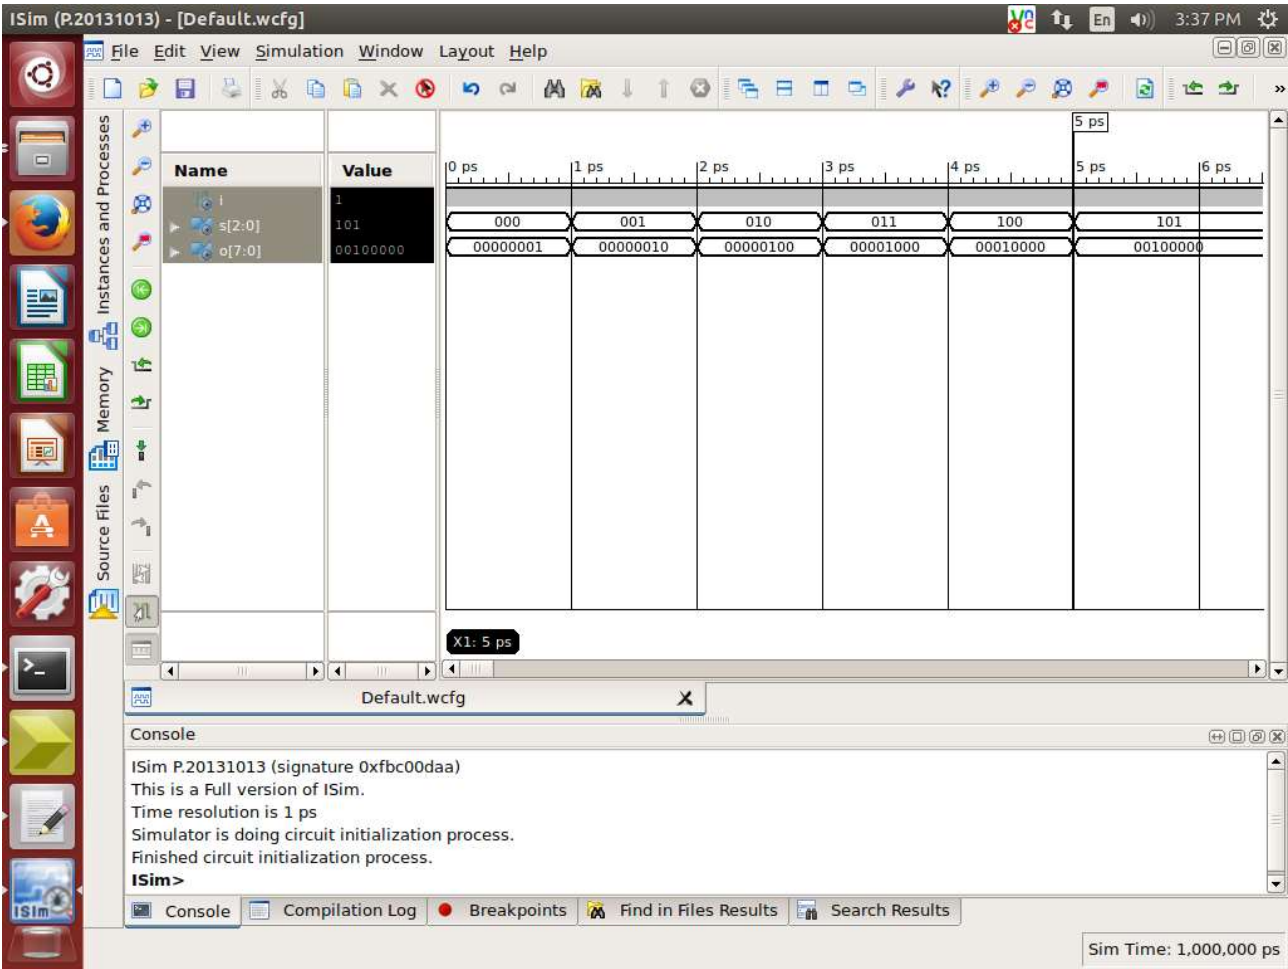 ISim (P.20131013) - [Default.wcfg]
En
3:37 PM
File Edit View Simulation Window Layout Help
Instances and Processes
Memory
Source Files
5 ps
Name
Value
0 ps
1 ps
2 ps
3 ps
4 ps
5 ps
6 ps
i
1
s[2:0]
101
000
001
010
011
100
101
o[7:0]
00100000
00000001
00000010
00000100
00001000
00010000
00100000
X1: 5 ps
Default.wcfg
Console
ISim P.20131013 (signature 0xfbc00daa)
This is a Full version of ISim.
Time resolution is 1 ps
Simulator is doing circuit initialization process.
Finished circuit initialization process.
ISim>
ISim
Console
Compilation Log
Breakpoints
Find in Files Results
Search Results
Sim Time: 1,000,000 ps